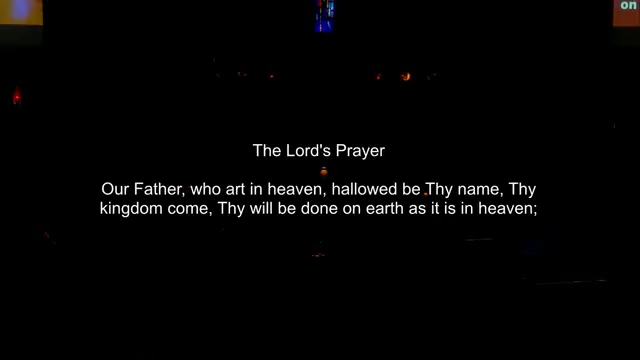 on
The Lord's Prayer
Our Father, who art in heaven, hallowed be Thy name, Thy
kingdom come, Thy will be done on earth as it is in heaven;